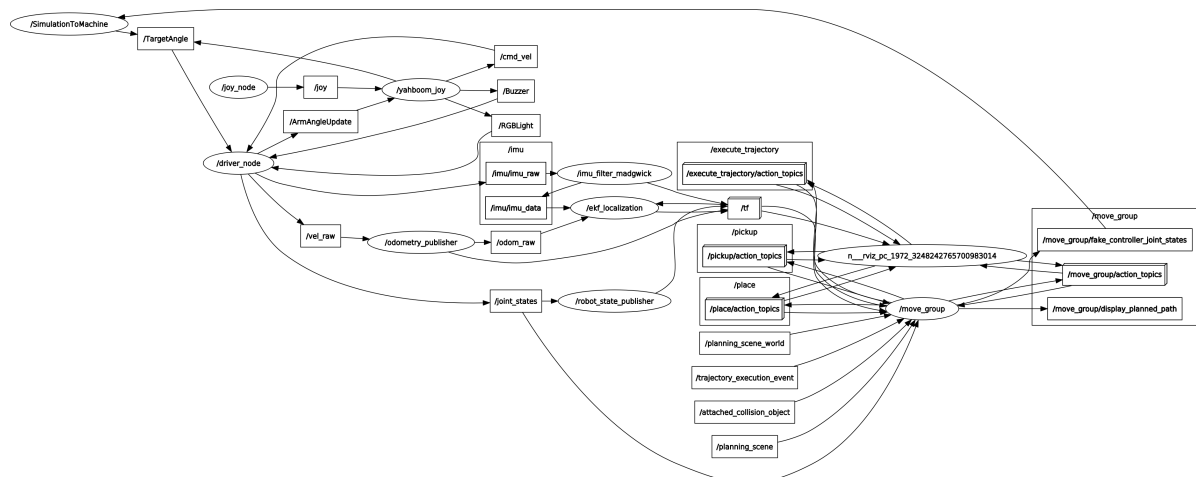 /SimulationToMachine
/TargetAngle
/cmd_vel
/joy_node
/joy
/yahboom_joy
/Buzzer
/ArmAngleUpdate
/RGBLight
/driver_node
/imu
/imu/imu_raw
/imu/imu_data
/imu_filter_madgwick
/ekf_localization
/tf
/execute_trajectory
/execute_trajectory/action_topics
/vel_raw
/odometry_publisher
/odom_raw
/pickup
/pickup/action_topics
n___rviz_pc_1972_3248242765700983014
/move_group
/move_group/fake_controller_joint_states
/move_group/action_topics
/move_group/display_planned_path
/joint_states
/robot_state_publisher
/place
/place/action_topics
/move_group
/planning_scene_world
/trajectory_execution_event
/attached_collision_object
/planning_scene